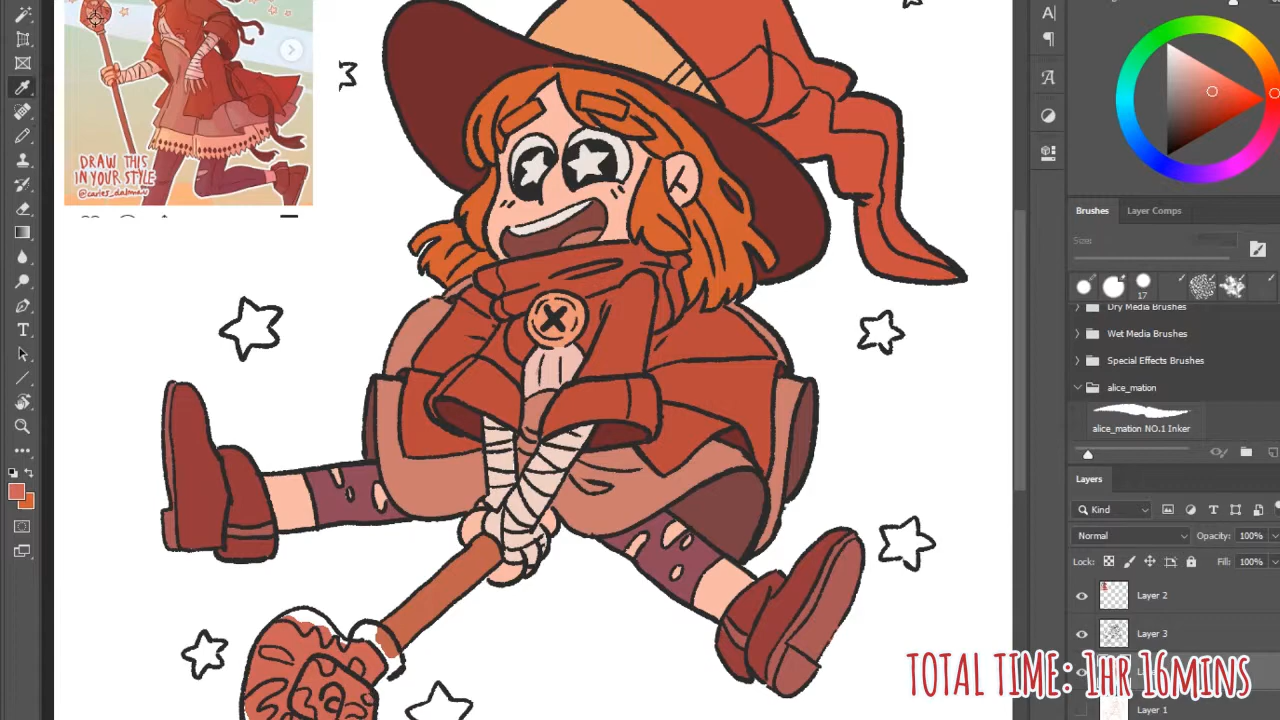 DRAW THIS
IN YOUR STYLE
Brushes
Layer Comps
Size:
17
Dry Media Brushes
Wet Media Brushes
Special Effects Brushes
alice_mation
alice_mation NO.1 Inker
Layers
Kind
Normal
Opacity: 100%
Lock:
Fill: 100%
Layer 2
Layer 3
Layer 1
TOTAL TIME: 1hr 16mins